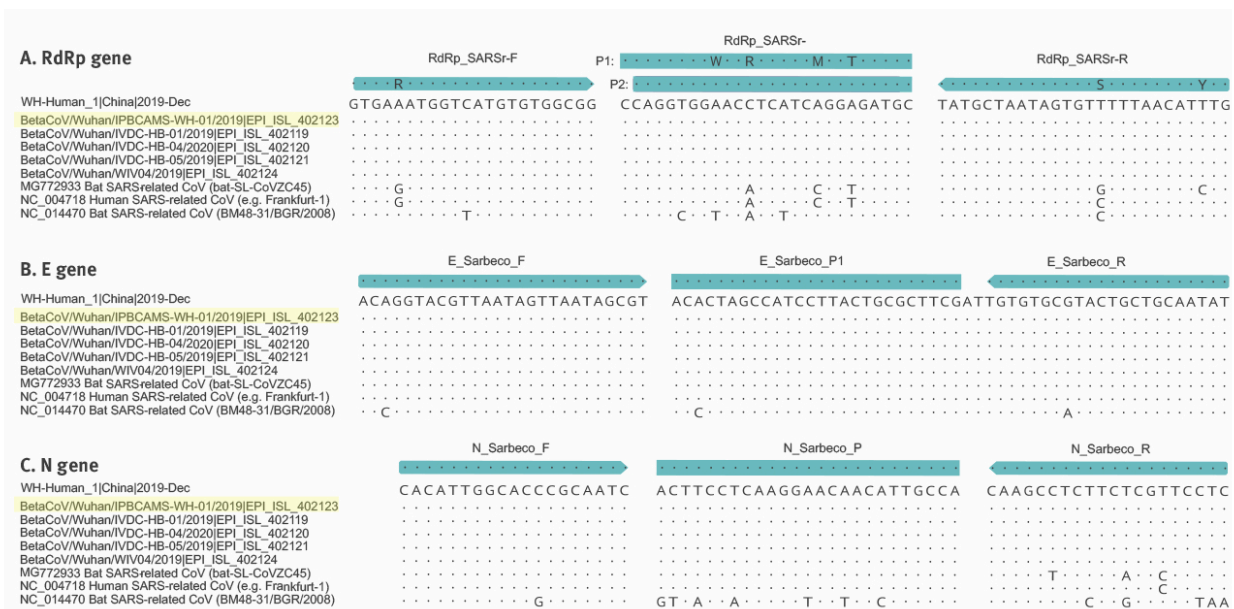 A. RdRp gene
RdRp_SARSr-F RdRp_SARSr- RdRp_SARSr-R
P1: W R M T
R P2: S Y
WH-Human_1|China|2019-Dec GTGAAATGGTCATGTGTGGCGG CCAGGTGGAACCTCATCAGGAGATGC TATGCTAATAGTGTTTTTAACATTTG
BetaCoV/Wuhan/IPBCAMS-WH-01/2019|EPI_ISL_402123
BetaCoV/Wuhan/IVDC-HB-01/2019|EPI_ISL_402119
BetaCoV/Wuhan/IVDC-HB-04/2020|EPI_ISL_402120
BetaCoV/Wuhan/IVDC-HB-05/2019|EPI_ISL_402121
BetaCoV/Wuhan/WIV04/2019|EPI_ISL_402124
MG772933 Bat SARS-related CoV (bat-SL-CoVZC45) G A C T G C
NC_004718 Human SARS-related CoV (e.g. Frankfurt-1) G A C T C
NC_014470 Bat SARS-related CoV (BM48-31/BGR/2008) T C T A T C
B. E gene
E_Sarbeco_F E_Sarbeco_P1 E_Sarbeco_R
WH-Human_1|China|2019-Dec ACAGGTACGTTAATAGTTAATAGCGT ACACTAGCCATCCTTACTGCGCTTCGATTGTGTGCGTACTGCTGCAATAT
BetaCoV/Wuhan/IPBCAMS-WH-01/2019|EPI_ISL_402123
BetaCoV/Wuhan/IVDC-HB-01/2019|EPI_ISL_402119
BetaCoV/Wuhan/IVDC-HB-04/2020|EPI_ISL_402120
BetaCoV/Wuhan/IVDC-HB-05/2019|EPI_ISL_402121
BetaCoV/Wuhan/WIV04/2019|EPI_ISL_402124
MG772933 Bat SARS-related CoV (bat-SL-CoVZC45)
NC_004718 Human SARS-related CoV (e.g. Frankfurt-1)
NC_014470 Bat SARS-related CoV (BM48-31/BGR/2008) C C A
C. N gene
N_Sarbeco_F N_Sarbeco_P N_Sarbeco_R
WH-Human_1|China|2019-Dec CACATTGGCACCCGCAATC ACTTCCTCAAGGAACAACATTGCCA CAAGCCTCTTCTCGTTCCTC
BetaCoV/Wuhan/IPBCAMS-WH-01/2019|EPI_ISL_402123
BetaCoV/Wuhan/IVDC-HB-01/2019|EPI_ISL_402119
BetaCoV/Wuhan/IVDC-HB-04/2020|EPI_ISL_402120
BetaCoV/Wuhan/IVDC-HB-05/2019|EPI_ISL_402121
BetaCoV/Wuhan/WIV04/2019|EPI_ISL_402124
MG772933 Bat SARS-related CoV (bat-SL-CoVZC45) T A C
NC_004718 Human SARS-related CoV (e.g. Frankfurt-1) C
NC_014470 Bat SARS-related CoV (BM48-31/BGR/2008) G GT A A T T C C G TAA